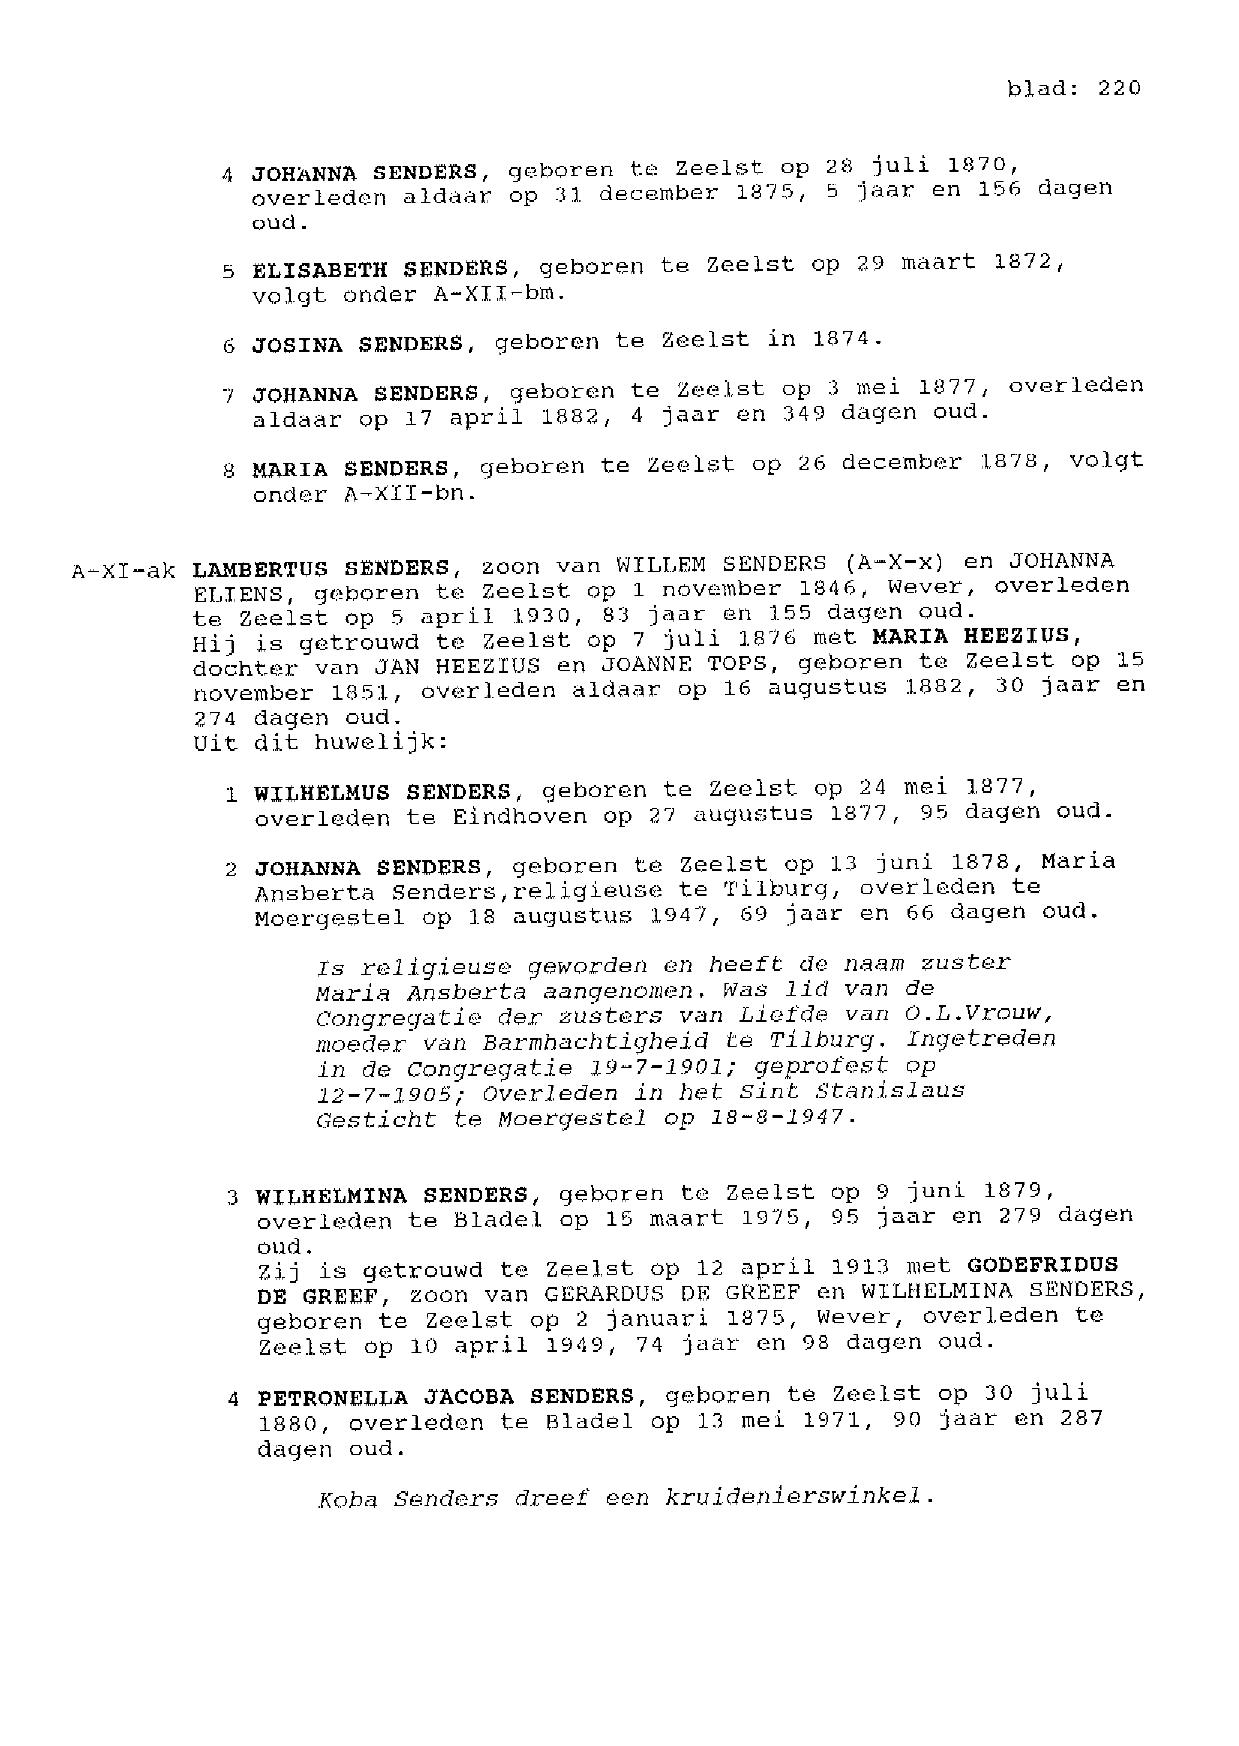 blad: 220
4 JOHANNA SENDERS, geboren te Zeelst op 28 juli 1870,
overleden aldaar op 31 december 1875, 5 jaar en 156 dagen
oud.
5 ELISABETH SENDERS, geboren te Zeelst op 29 maart 1872,
volgt onder A-XII-bm.
6 JOSINA SENDERS, geboren te Zeelst in 1874.
7 JOHANNA SENDERS, geboren te Zeelst op 3 mei 1877, overleden
aldaar op 17 april 1882, 4 jaar en 349 dagen oud.
8 MARIA SENDERS, geboren te Zeelst op 26 december 1878, volgt
onder A-XII-bn.
A-XI-ak LAMBERTUS SENDERS, zoon van WILLEM SENDERS (A-X-x) en JOHANNA
ELIENS, geboren te Zeelst op 1 november 1846, Wever, overleden
te Zeelst op 5 april 1930, 83 jaar en 155 dagen oud.
Hij is getrouwd te Zeelst op 7 juli 1876 met MARIA HEEZIUS,
dochter van JAN HEEZIUS en JOANNE TOPS, geboren te Zeelst op 15
november 1851, overleden aldaar op 16 augustus 1882, 30 jaar en
274 dagen oud.
Uit dit huwelijk:
1 WILHELMUS SENDERS, geboren te Zeelst op 24 mei 1877,
overleden te Eindhoven op 27 augustus 1877, 95 dagen oud.
2 JOHANNA SENDERS, geboren te Zeelst op 13 juni 1878, Maria
Ansberta Senders,religieuse te Tilburg, overleden te
Moergestel op 18 augustus 1947, 69 jaar en 66 dagen oud.
Is religieuse geworden en heeft de naam zuster
Maria Ansberta aangenomen. Was lid van de
Congregatie der zusters van Liefde van O.L.Vrouw,
moeder van Barmhachtigheid te Tilburg. Ingetreden
in de Congregatie 19-7-1901; geprofest op
12-7-1905; Overleden in het Sint Stanislaus
Gesticht te Moergestel op 18-8-1947.
3 WILHELMINA SENDERS, geboren te Zeelst op 9 juni 1879,
overleden te Bladel op 15 maart 1975, 95 jaar en 279 dagen
oud.
Zij is getrouwd te Zeelst op 12 april 1913 met GODEFRIDUS
DE GREEF, zoon van GERARDUS DE GREEF en WILHELMINA SENDERS,
geboren te Zeelst op 2 januari 1875, Wever, overleden te
Zeelst op 10 april 1949, 74 jaar en 98 dagen oud.
4 PETRONELLA JACOBA SENDERS, geboren te Zeelst op 30 juli
1880, overleden te Bladel op 13 mei 1971, 90 jaar en 287
dagen oud.
Koba Senders dreef een kruidenierswinkel.